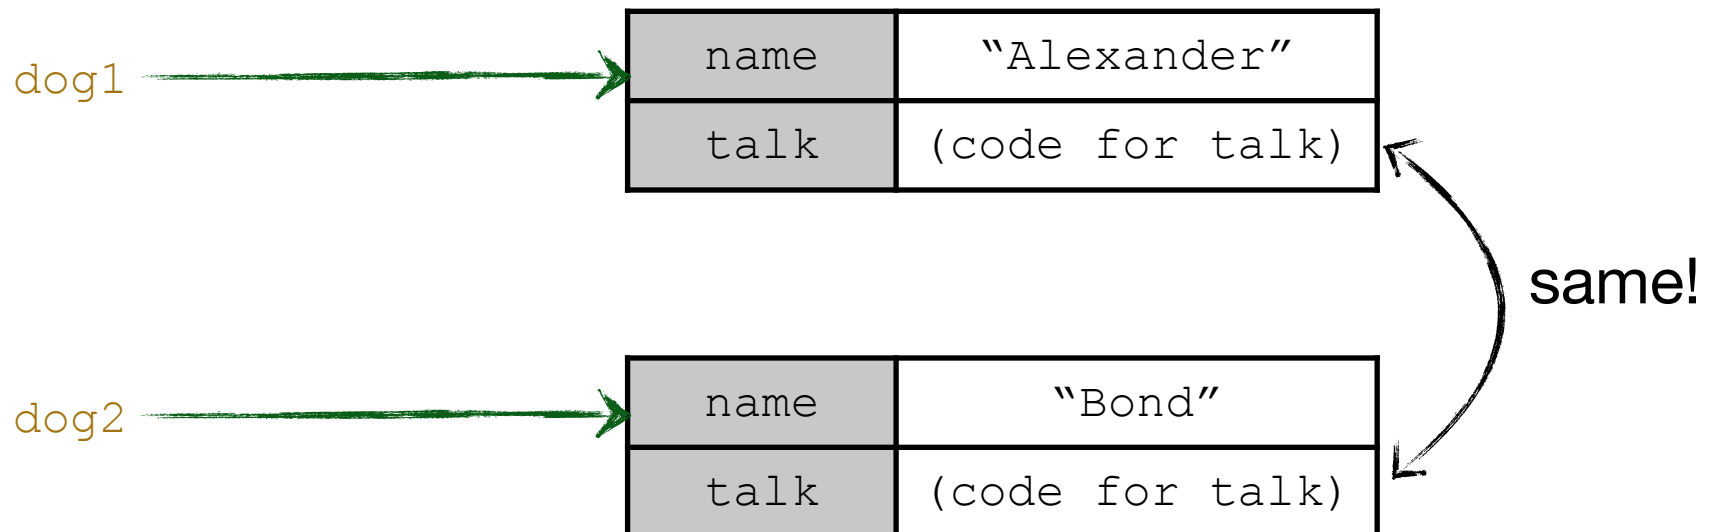 dog1
name “Alexander”
talk (code for talk)
same!
dog2
name “Bond”
talk (code for talk)